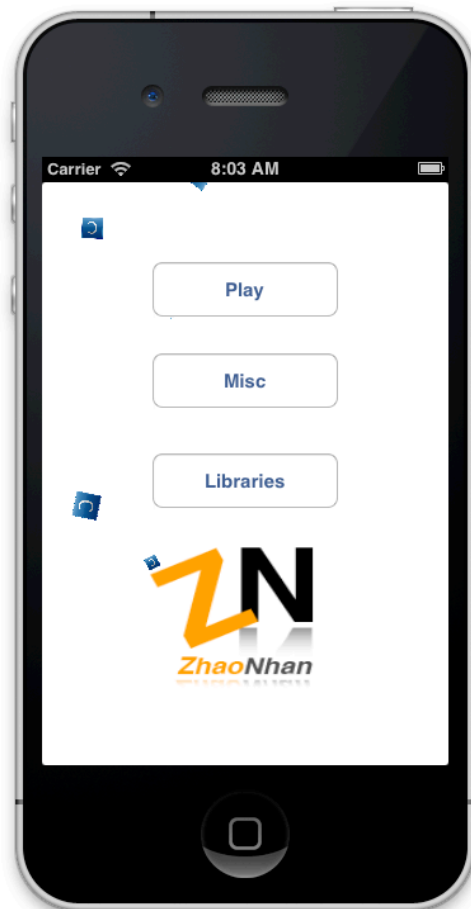 Carrier 8:03 AM
C
Play
Misc
Libraries
C
ZN
ZhaoNhan